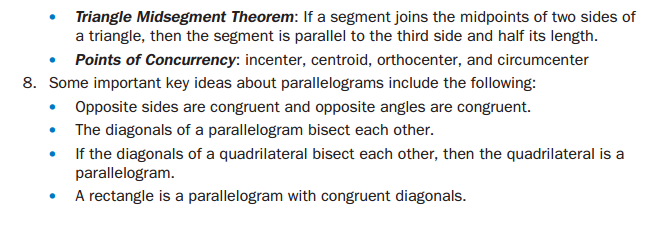 • Triangle Midsegment Theorem: If a segment joins the midpoints of two sides of
a triangle, then the segment is parallel to the third side and half its length.
• Points of Concurrency: incenter, centroid, orthocenter, and circumcenter
8. Some important key ideas about parallelograms include the following:
• Opposite sides are congruent and opposite angles are congruent.
• The diagonals of a parallelogram bisect each other.
• If the diagonals of a quadrilateral bisect each other, then the quadrilateral is a
parallelogram.
• A rectangle is a parallelogram with congruent diagonals.